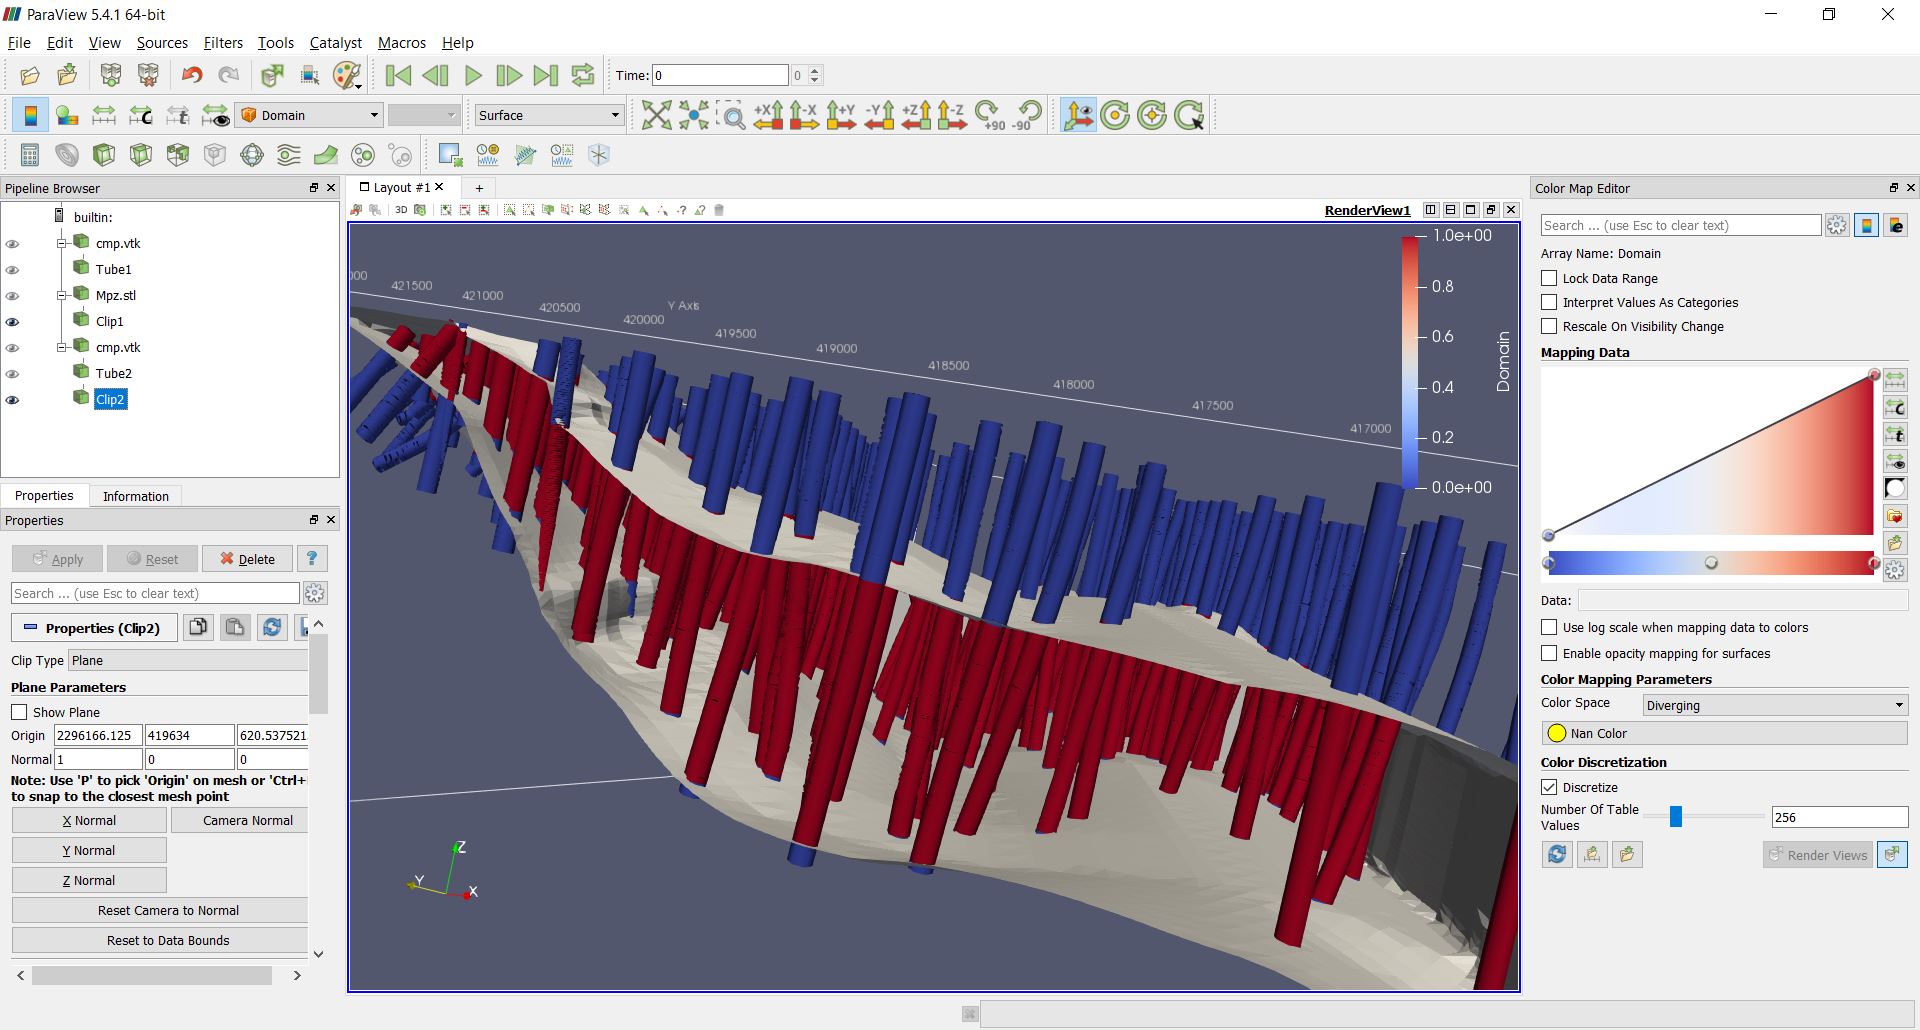 ParaView 5.4.1 64-bit
File Edit View Sources Filters Tools Catalyst Macros Help
Time: 0 0
Domain Surface +X -X +Y -Y +Z -Z +90 -90
Pipeline Browser
builtin:
cmp.vtk
Tube1
Mpz.stl
Clip1
cmp.vtk
Tube2
Clip2
Properties Information
Properties
Apply Reset Delete ?
Search ... (use Esc to clear text)
Properties (Clip2)
Clip Type Plane
Plane Parameters
Show Plane
Origin 2296166.125 419634 620.537521
Normal 1 0 0
Note: Use 'P' to pick 'Origin' on mesh or 'Ctrl+
to snap to the closest mesh point
X Normal Camera Normal
Y Normal
Z Normal
Reset Camera to Normal
Reset to Data Bounds
Layout #1 +
3D RenderView1
421500
421000
420500
Y Axis
420000
419500
419000
418500
418000
417500
417000
1.0e+00
0.8
0.6
0.4
0.2
0.0e+00
Domain
Z
Y
X
Color Map Editor
Search ... (use Esc to clear text)
Array Name: Domain
Lock Data Range
Interpret Values As Categories
Rescale On Visibility Change
Mapping Data
Data:
Use log scale when mapping data to colors
Enable opacity mapping for surfaces
Color Mapping Parameters
Color Space Diverging
Nan Color
Color Discretization
Discretize
Number Of Table
Values 256
Render Views